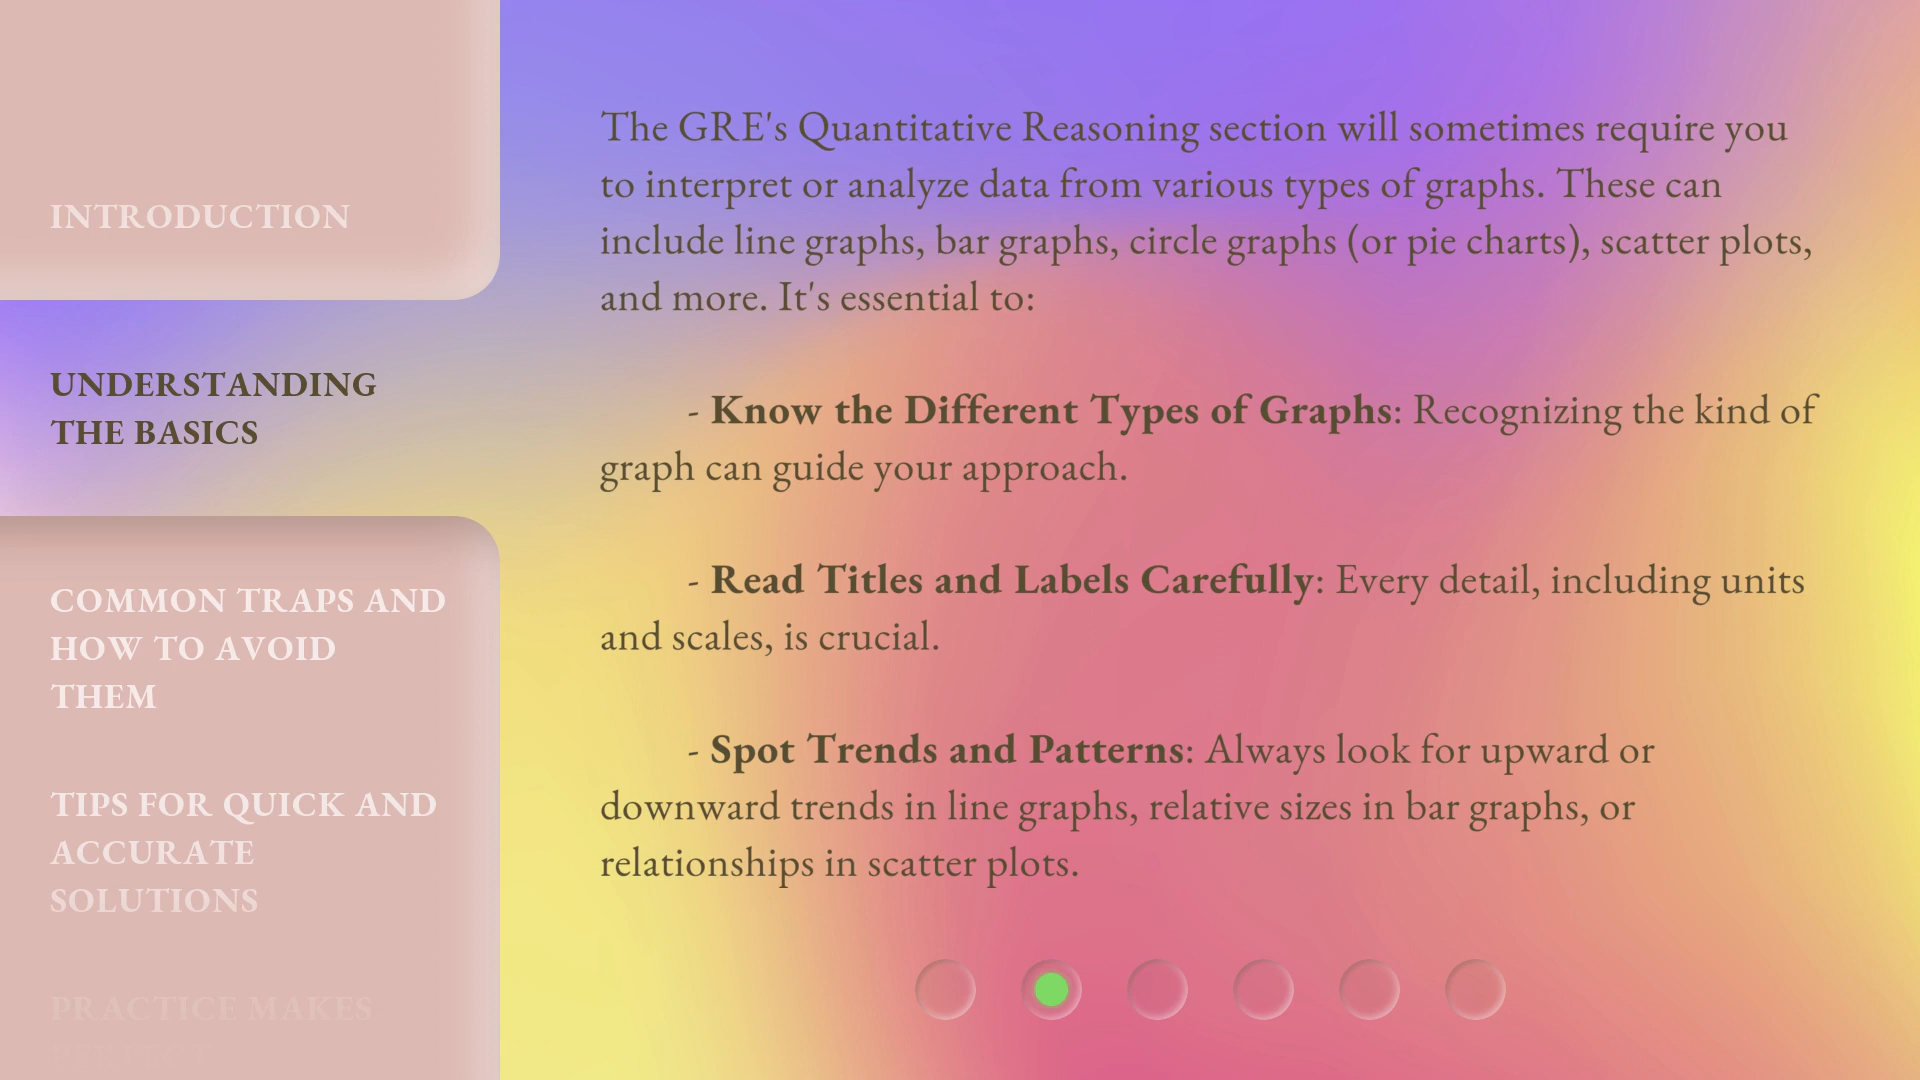 INTRODUCTION
UNDERSTANDING
THE BASICS
COMMON TRAPS AND
HOW TO AVOID
THEM
TIPS FOR QUICK AND
ACCURATE
SOLUTIONS
PRACTICE MAKES
PERFECT
The GRE's Quantitative Reasoning section will sometimes require you
to interpret or analyze data from various types of graphs. These can
include line graphs, bar graphs, circle graphs (or pie charts), scatter plots,
and more. It's essential to:
- Know the Different Types of Graphs: Recognizing the kind of
graph can guide your approach.
- Read Titles and Labels Carefully: Every detail, including units
and scales, is crucial.
- Spot Trends and Patterns: Always look for upward or
downward trends in line graphs, relative sizes in bar graphs, or
relationships in scatter plots.